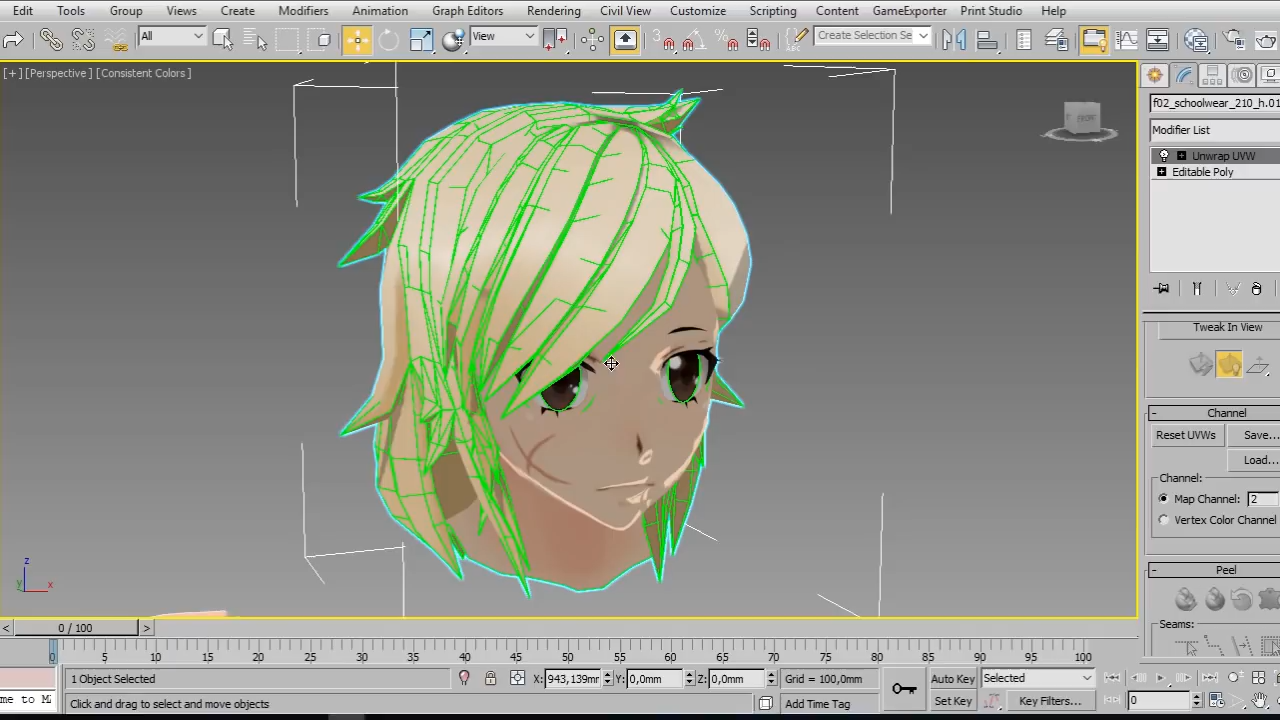 Edit Tools Group Views Create Modifiers Animation Graph Editors Rendering Civil View Customize Scripting Content GameExporter Print Studio Help
All View Create Selection Se
[+] [Perspective] [Consistent Colors]
FRONT
f02_schoolwear_210_h.01
Modifier List
Unwrap UVW
Editable Poly
Tweak In View
Channel
Reset UVWs Save...
Load...
Channel:
Map Channel: 2
Vertex Color Channel
Peel
Seams:
z
y x
< 0 / 100 >
0 5 10 15 20 25 30 35 40 45 50 55 60 65 70 75 80 85 90 95 100
1 Object Selected X: 943,139mm Y: 0,0mm Z: 0,0mm Grid = 100,0mm Auto Key Selected
me to Click and drag to select and move objects Add Time Tag Set Key Key Filters... 0